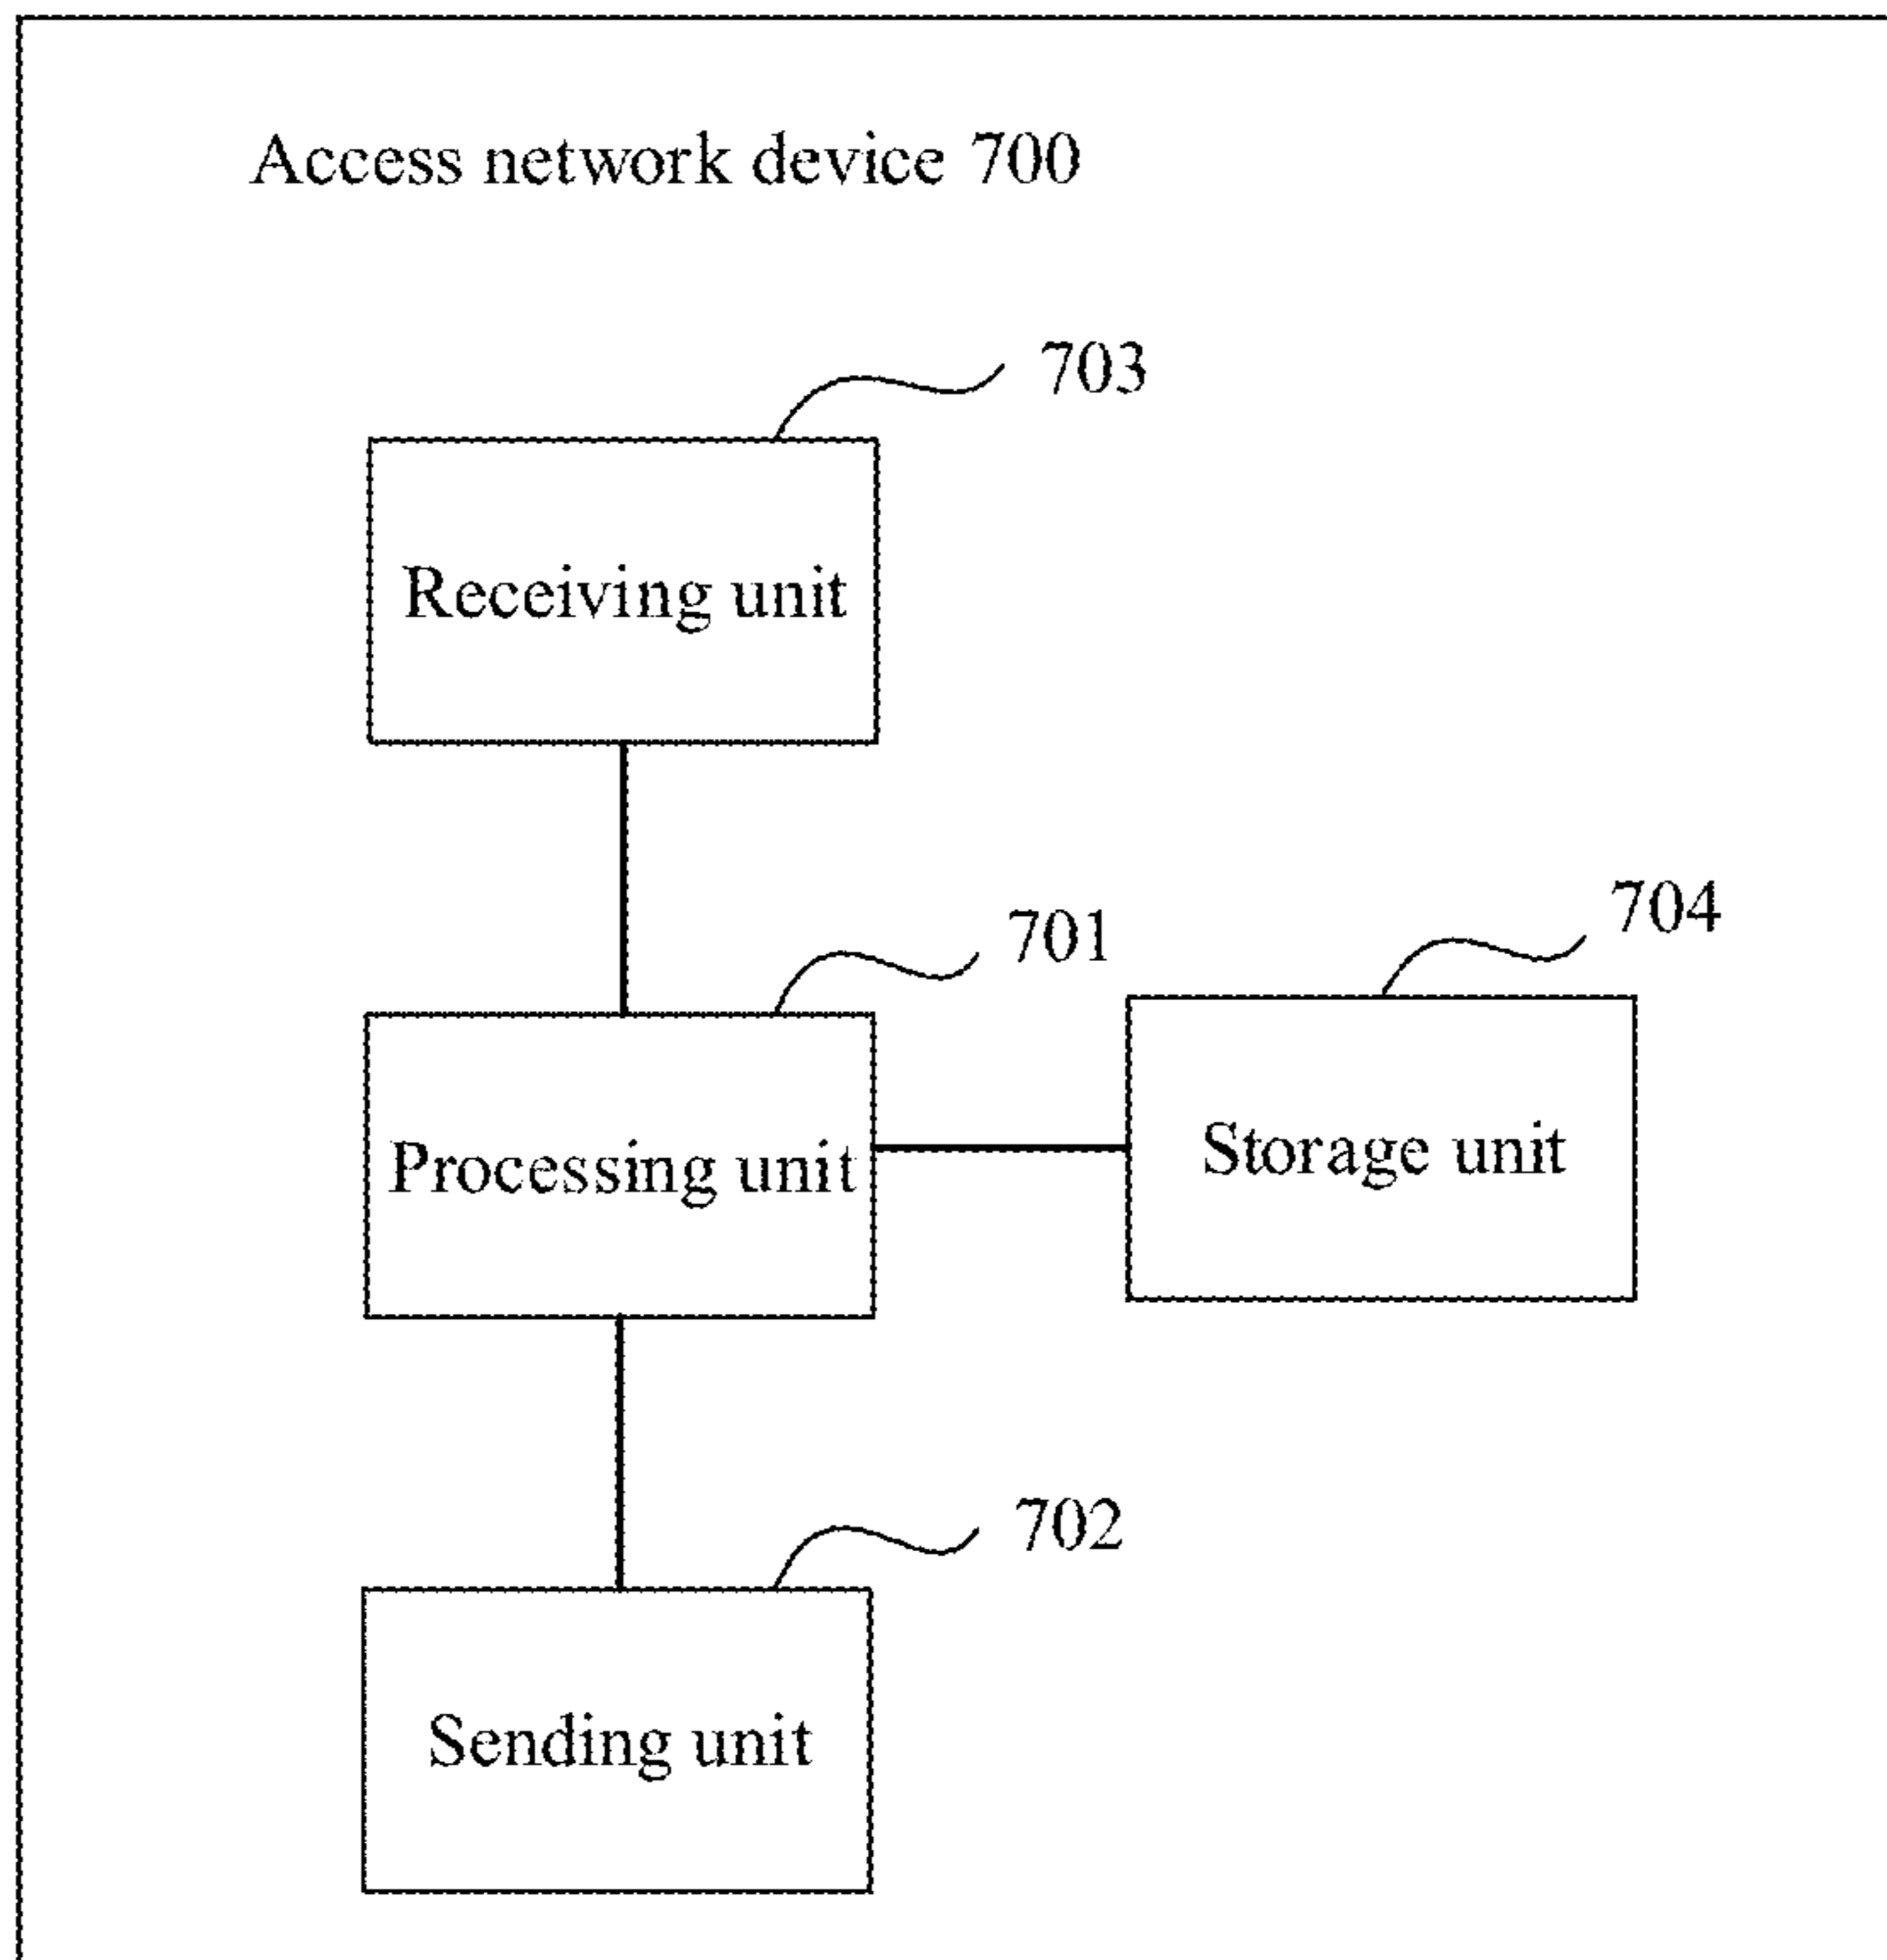 Access network device 700
703
Receiving unit
701
704
Processing unit
Storage unit
702
Sending unit